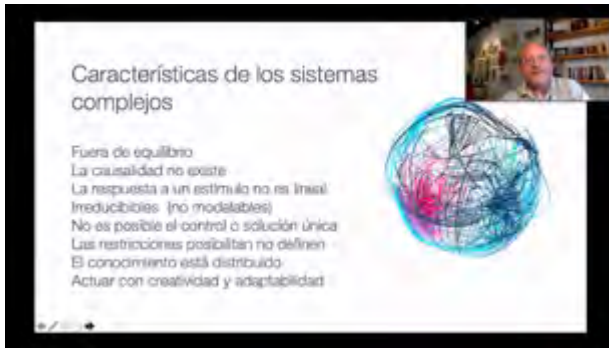 Características de los sistemas
complejos
Fuera de equilibrio
La causalidad no existe
La respuesta a un estímulo no es lineal
Irreducibibles (no modelables)
No es posible el control o solución única
Las restricciones posibilitan no definen
El conocimiento está distribuido
Actuar con creatividad y adaptabilidad